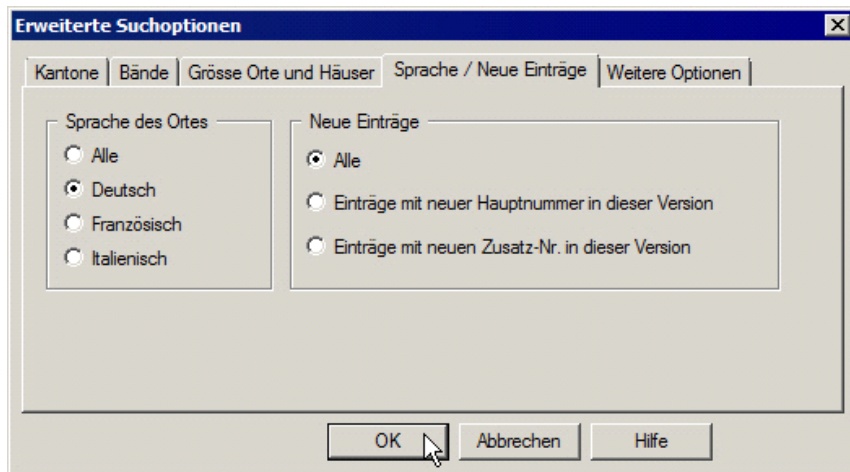 Erweiterte Suchoptionen
Kantone Bände Grösse Orte und Häuser Sprache / Neue Einträge Weitere Optionen
Sprache des Ortes
Alle
Deutsch
Französisch
Italienisch
Neue Einträge
Alle
Einträge mit neuer Hauptnummer in dieser Version
Einträge mit neuen Zusatz-Nr. in dieser Version
OK Abbrechen Hilfe